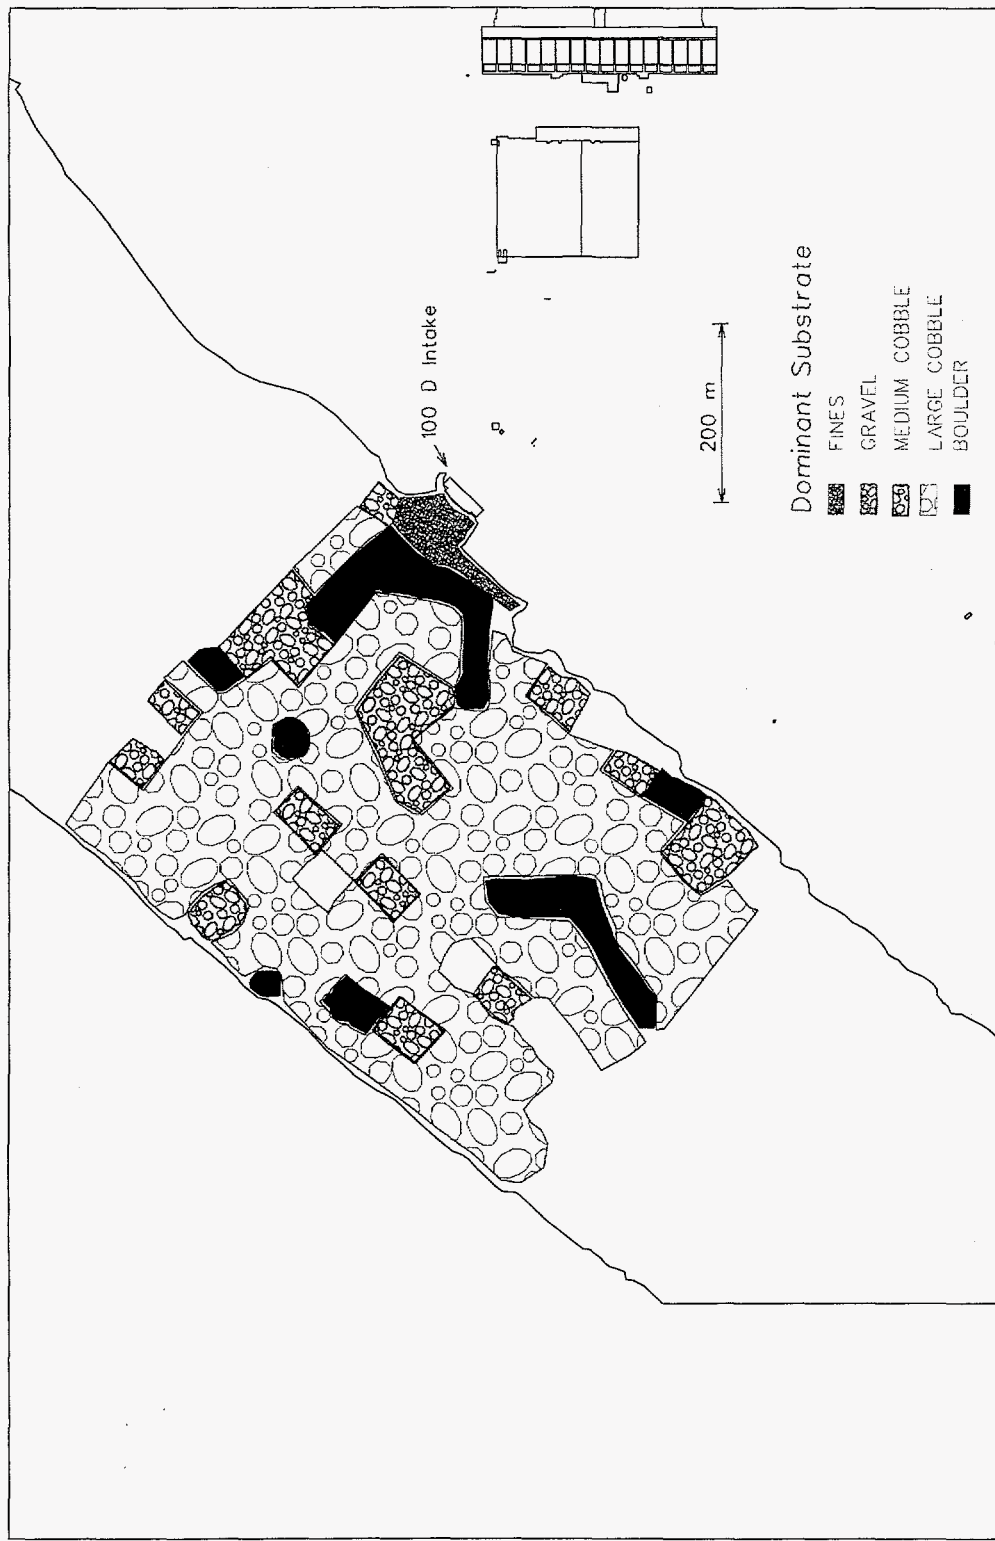 100 D Intake
200 m
Dominant Substrate
FINES
GRAVEL
MEDIUM COBBLE
LARGE COBBLE
BOULDER